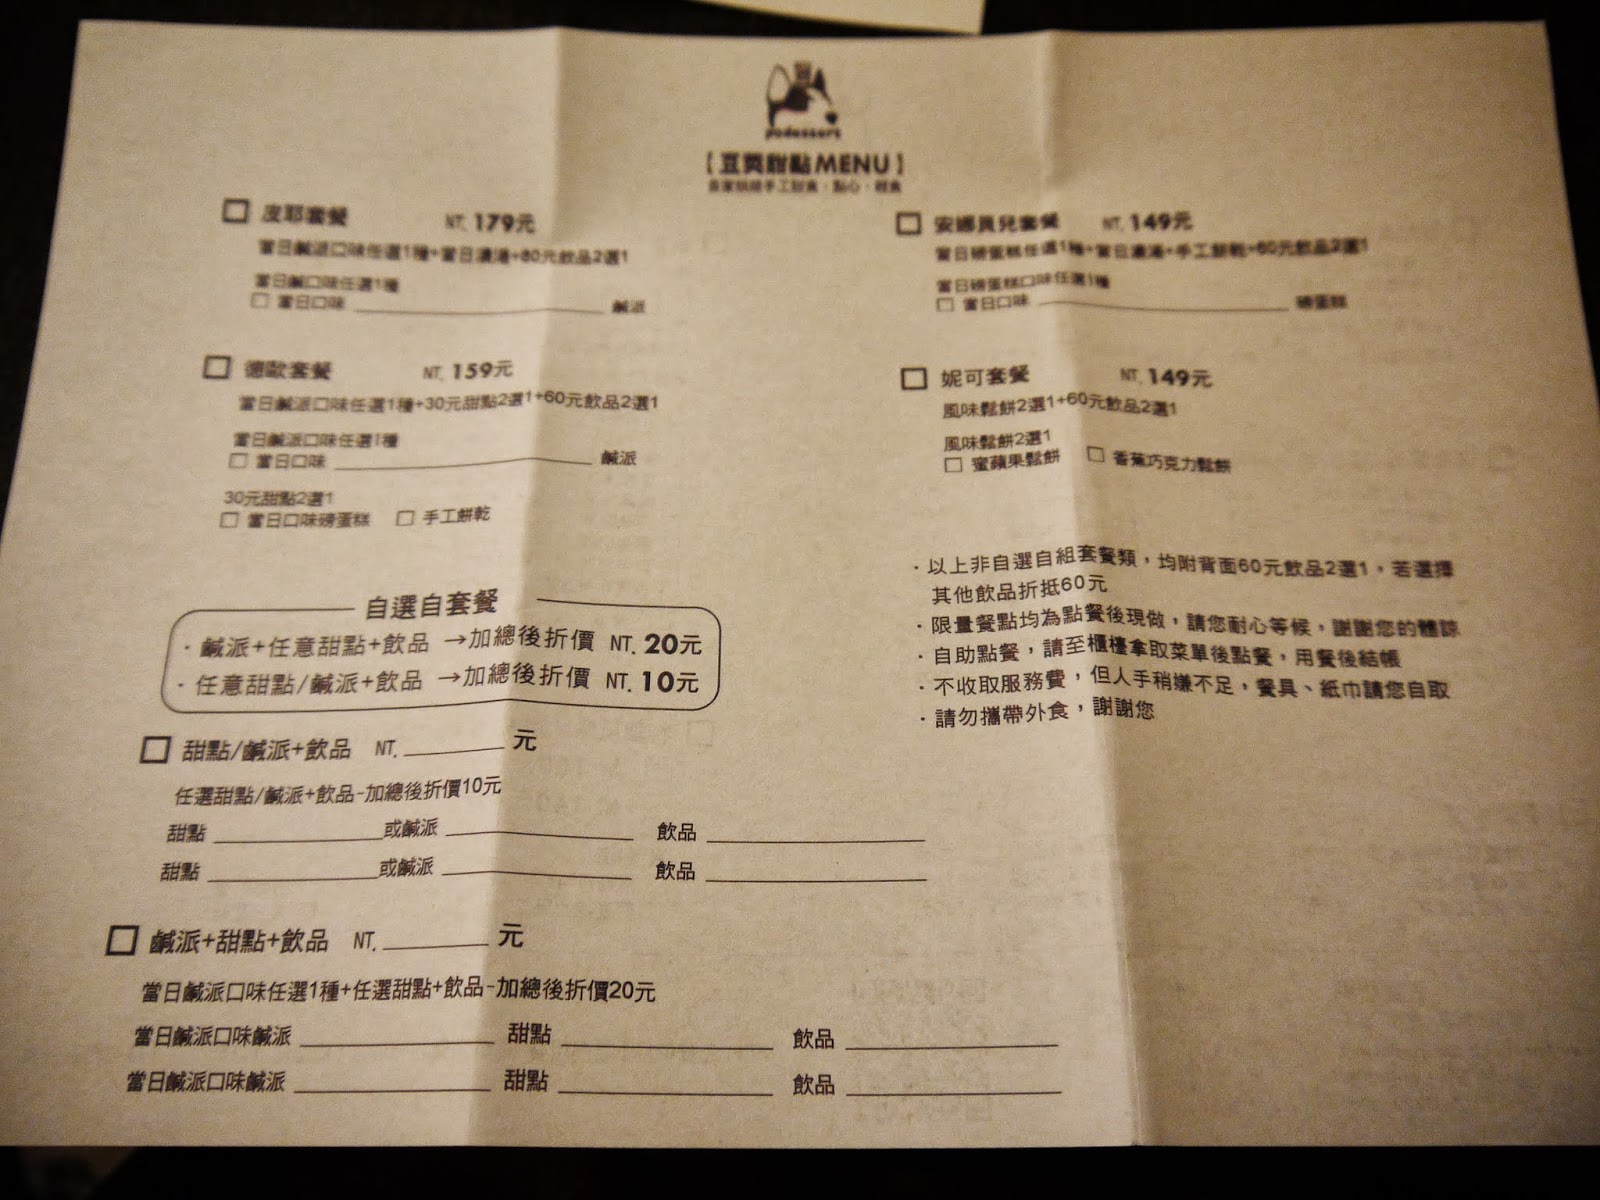 podessert
【豆莢甜點MENU】
手工甜食・點心・輕食
皮耶套餐 NT. 179元
當日鹹派口味任選1種+當日濃湯+60元飲品2選1
當日鹹口味任選1種
當日口味 鹹派
德歐套餐 NT. 159元
當日鹹派口味任選1種+30元甜點2選1+60元飲品2選1
當日鹹派口味任選1種
當日口味 鹹派
30元甜點2選1
當日口味磅蛋糕 手工餅乾
自選自套餐
・鹹派+任意甜點+飲品 →加總後折價 NT. 20元
・任意甜點/鹹派+飲品 →加總後折價 NT. 10元
甜點/鹹派+飲品 NT. 元
任選甜點/鹹派+飲品-加總後折價10元
甜點 或鹹派 飲品
甜點 或鹹派 飲品
鹹派+甜點+飲品 NT. 元
當日鹹派口味任選1種+任選甜點+飲品-加總後折價20元
當日鹹派口味鹹派 甜點 飲品
當日鹹派口味鹹派 甜點 飲品
安娜貝兒套餐 NT. 149元
當日磅蛋糕任選1種+當日濃湯+手工餅乾+60元飲品2選1
當日磅蛋糕口味任選1種
當日口味 磅蛋糕
妮可套餐 NT. 149元
風味鬆餅2選1+60元飲品2選1
風味鬆餅2選1
蜜蘋果鬆餅 香蕉巧克力鬆餅
・以上非自選自組套餐類，均附背面60元飲品2選1，若選擇
其他飲品折抵60元
・限量餐點均為點餐後現做，請您耐心等候，謝謝您的體諒
・自助點餐，請至櫃檯拿取菜單後點餐，用餐後結帳
・不收取服務費，但人手稍嫌不足，餐具、紙巾請您自取
・請勿攜帶外食，謝謝您